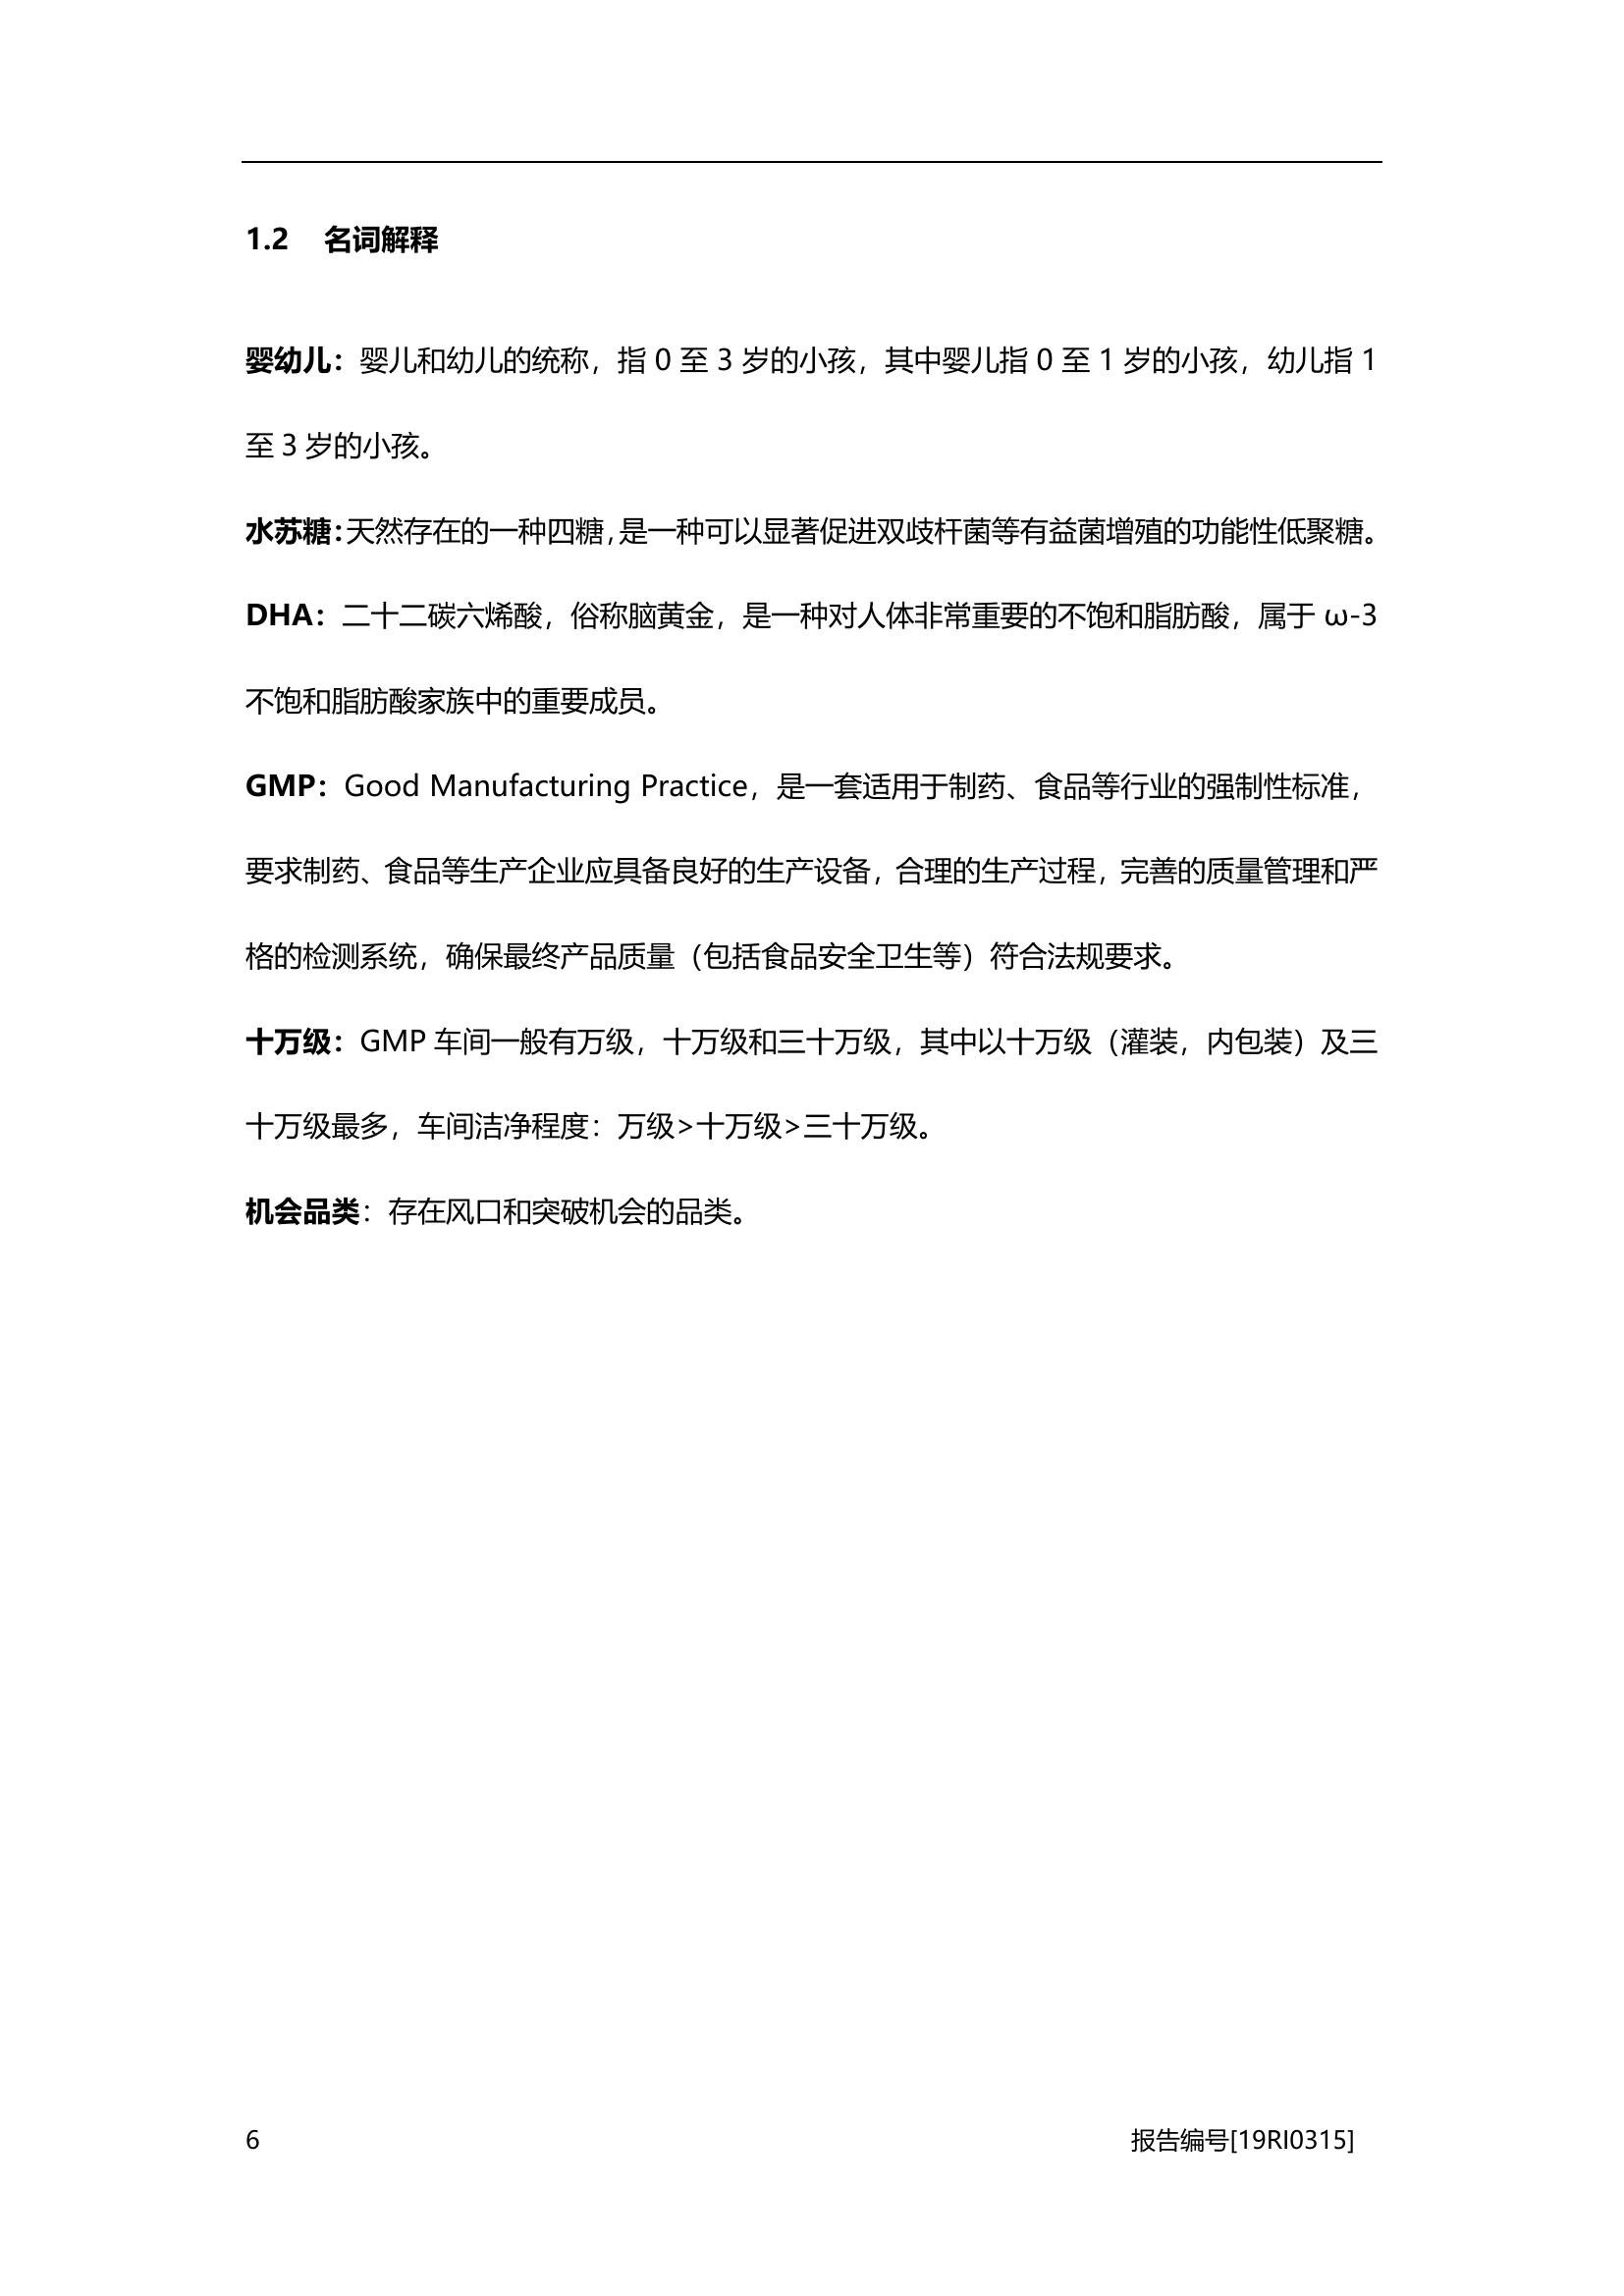 1.2 名词解释
婴幼儿：婴儿和幼儿的统称，指 0 至 3 岁的小孩，其中婴儿指 0 至 1 岁的小孩，幼儿指 1
至 3 岁的小孩。
水苏糖：天然存在的一种四糖，是一种可以显著促进双歧杆菌等有益菌增殖的功能性低聚糖。
DHA：二十二碳六烯酸，俗称脑黄金，是一种对人体非常重要的不饱和脂肪酸，属于 ω-3
不饱和脂肪酸家族中的重要成员。
GMP：Good Manufacturing Practice，是一套适用于制药、食品等行业的强制性标准，
要求制药、食品等生产企业应具备良好的生产设备，合理的生产过程，完善的质量管理和严
格的检测系统，确保最终产品质量（包括食品安全卫生等）符合法规要求。
十万级：GMP 车间一般有万级，十万级和三十万级，其中以十万级（灌装，内包装）及三
十万级最多，车间洁净程度：万级>十万级>三十万级。
机会品类：存在风口和突破机会的品类。
6 报告编号[19RI0315]